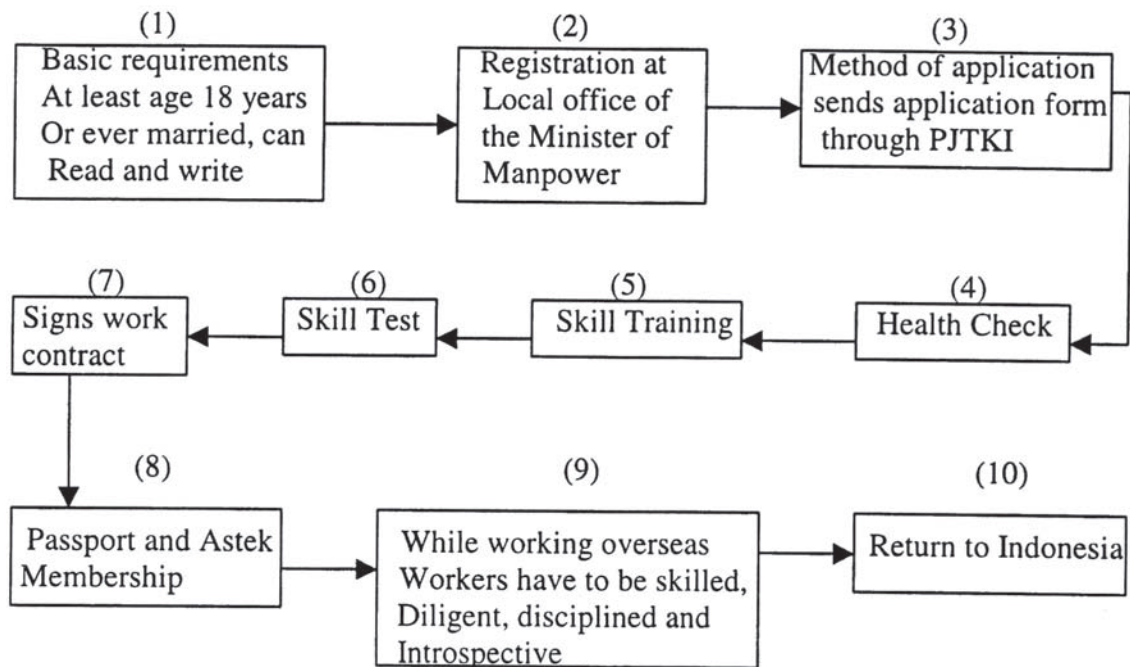 (1)
Basic requirements
At least age 18 years
Or ever married, can
Read and write
(2)
Registration at
Local office of
the Minister of
Manpower
(3)
Method of application
sends application form
through PJTKI
(4)
Health Check
(5)
Skill Training
(6)
Skill Test
(7)
Signs work
contract
(8)
Passport and Astek
Membership
(9)
While working overseas
Workers have to be skilled,
Diligent, disciplined and
Introspective
(10)
Return to Indonesia